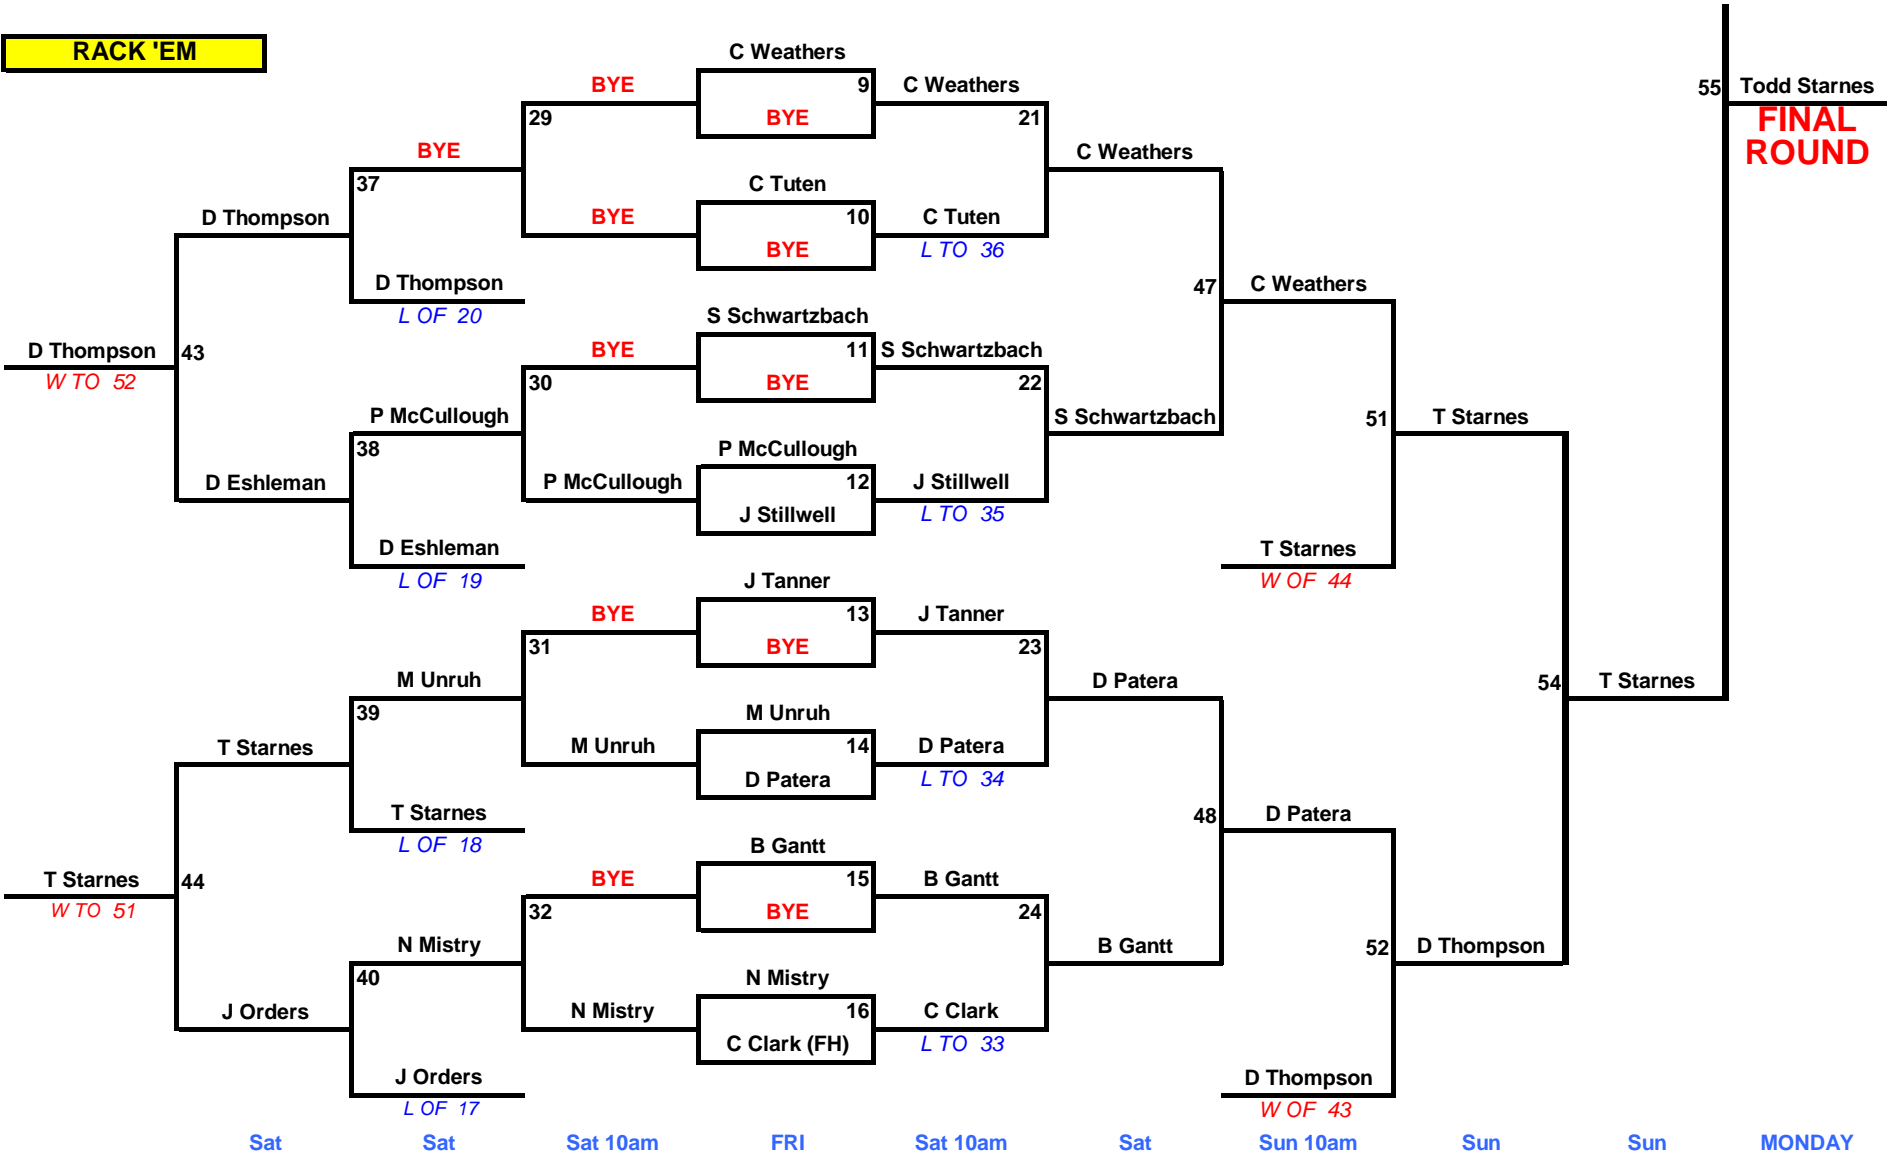 RACK 'EM
C Weathers
BYE 9 C Weathers 55 Todd Starnes
29 BYE 21 FINAL
BYE C Weathers ROUND
37 C Tuten
D Thompson BYE 10 C Tuten
BYE L TO 36
D Thompson 47 C Weathers
L OF 20 S Schwartzbach
D Thompson 43 BYE 11 S Schwartzbach
W TO 52 30 BYE 22
P McCullough S Schwartzbach 51 T Starnes
38 P McCullough
D Eshleman P McCullough 12 J Stillwell
J Stillwell L TO 35
D Eshleman T Starnes
L OF 19 J Tanner W OF 44
BYE 13 J Tanner
31 BYE 23
M Unruh D Patera 54 T Starnes
39 M Unruh
T Starnes M Unruh 14 D Patera
D Patera L TO 34
T Starnes 48 D Patera
L OF 18 B Gantt
T Starnes 44 BYE 15 B Gantt
W TO 51 32 BYE 24
N Mistry B Gantt 52 D Thompson
40 N Mistry
J Orders N Mistry 16 C Clark
C Clark (FH) L TO 33
J Orders D Thompson
L OF 17 W OF 43
Sat Sat Sat 10am FRI Sat 10am Sat Sun 10am Sun Sun MONDAY